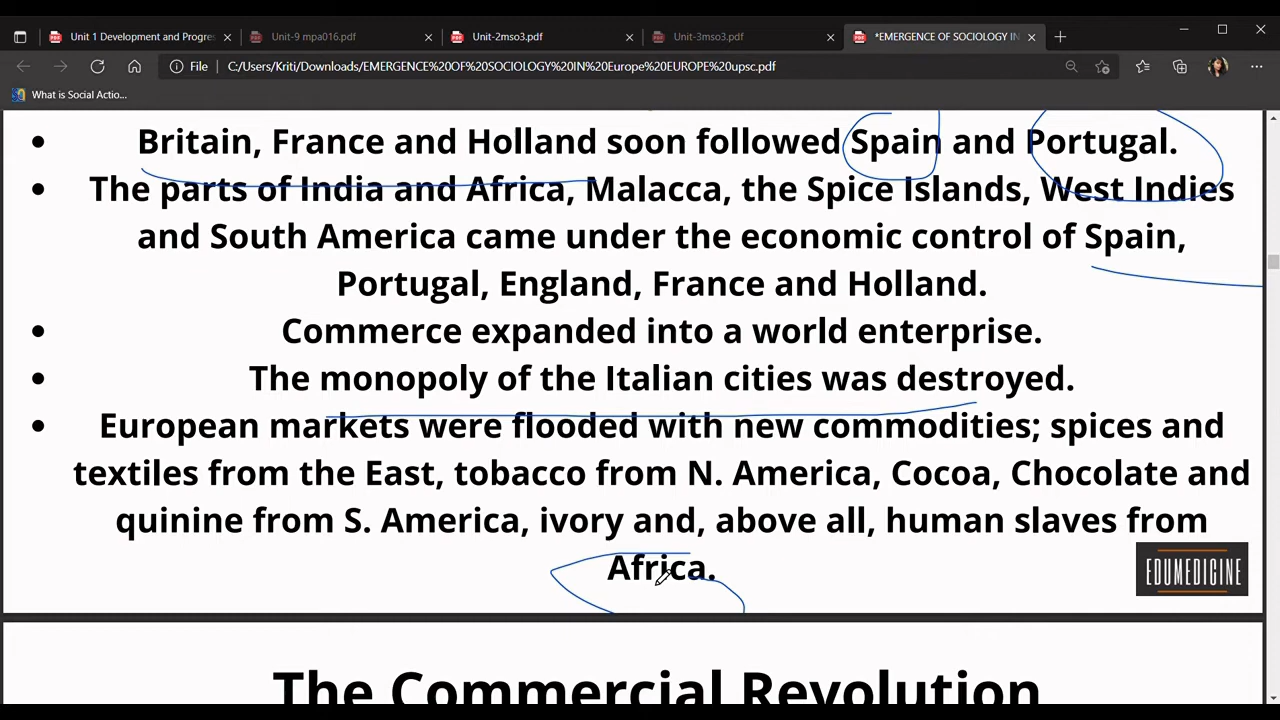 Unit 1 Development and Progres
Unit-9 mpa016.pdf
Unit-2mso3.pdf
Unit-3mso3.pdf
*EMERGENCE OF SOCIOLOGY IN
File
C:/Users/Kriti/Downloads/EMERGENCE%20OF%20SOCIOLOGY%20IN%20Europe%20EUROPE%20upsc.pdf
What is Social Actio...
• Britain, France and Holland soon followed Spain and Portugal.
• The parts of India and Africa, Malacca, the Spice Islands, West Indies
and South America came under the economic control of Spain,
Portugal, England, France and Holland.
• Commerce expanded into a world enterprise.
• The monopoly of the Italian cities was destroyed.
• European markets were flooded with new commodities; spices and
textiles from the East, tobacco from N. America, Cocoa, Chocolate and
quinine from S. America, ivory and, above all, human slaves from
Africa.
EDUMEDICINE
The Commercial Revolution